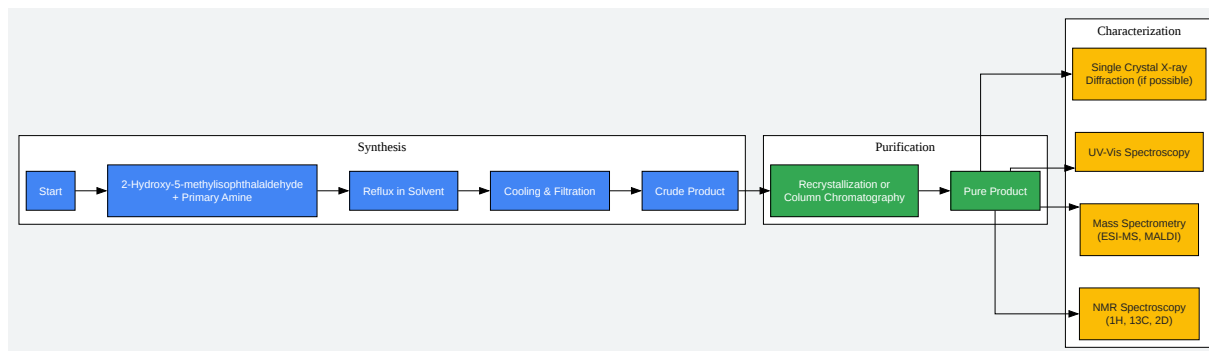 Synthesis
Start
2-Hydroxy-5-methylisophthalaldehyde
+ Primary Amine
Reflux in Solvent
Cooling & Filtration
Crude Product
Purification
Recrystallization or
Column Chromatography
Pure Product
Characterization
Single Crystal X-ray
Diffraction (if possible)
UV-Vis Spectroscopy
Mass Spectrometry
(ESI-MS, MALDI)
NMR Spectroscopy
(1H, 13C, 2D)